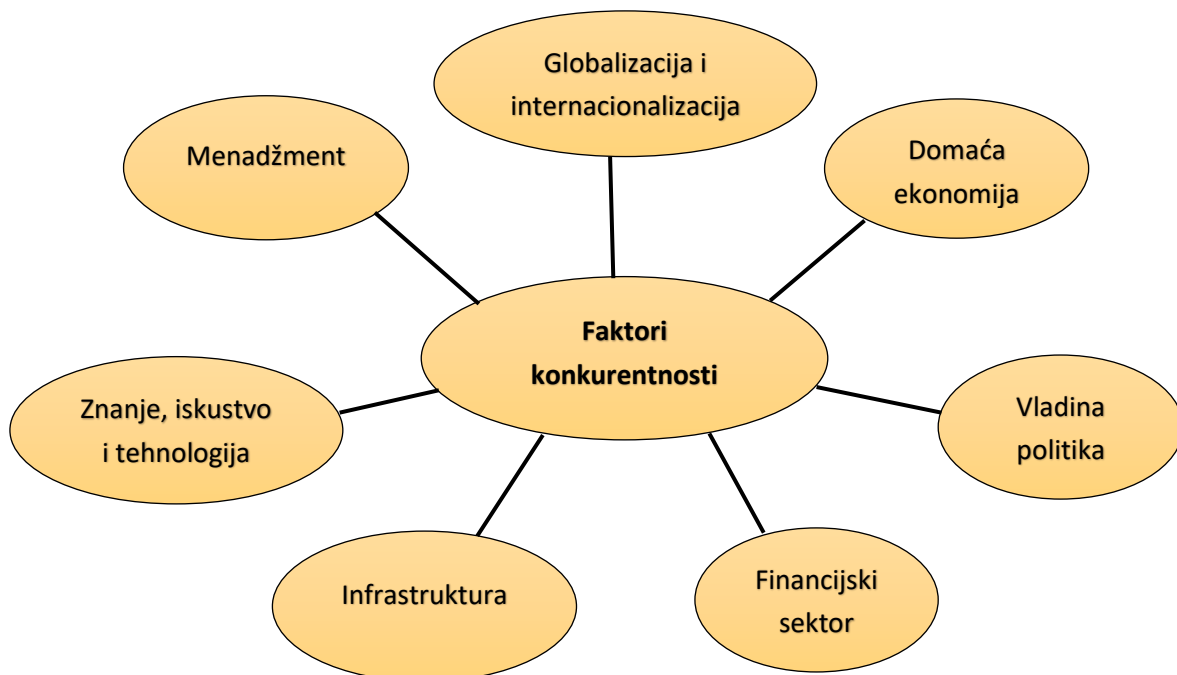 Globalizacija i
internacionalizacija
Menadžment
Domaća
ekonomija
Faktori
konkurentnosti
Znanje, iskustvo
i tehnologija
Vladina
politika
Infrastruktura
Financijski
sektor